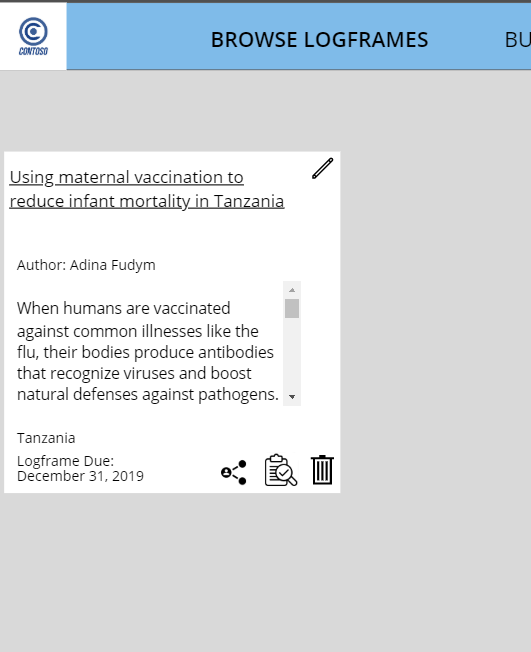 CONTOSO
BROWSE LOGFRAMES
BU
Using maternal vaccination to
reduce infant mortality in Tanzania
Author: Adina Fudym
When humans are vaccinated
against common illnesses like the
flu, their bodies produce antibodies
that recognize viruses and boost
natural defenses against pathogens.
Tanzania
Logframe Due:
December 31, 2019